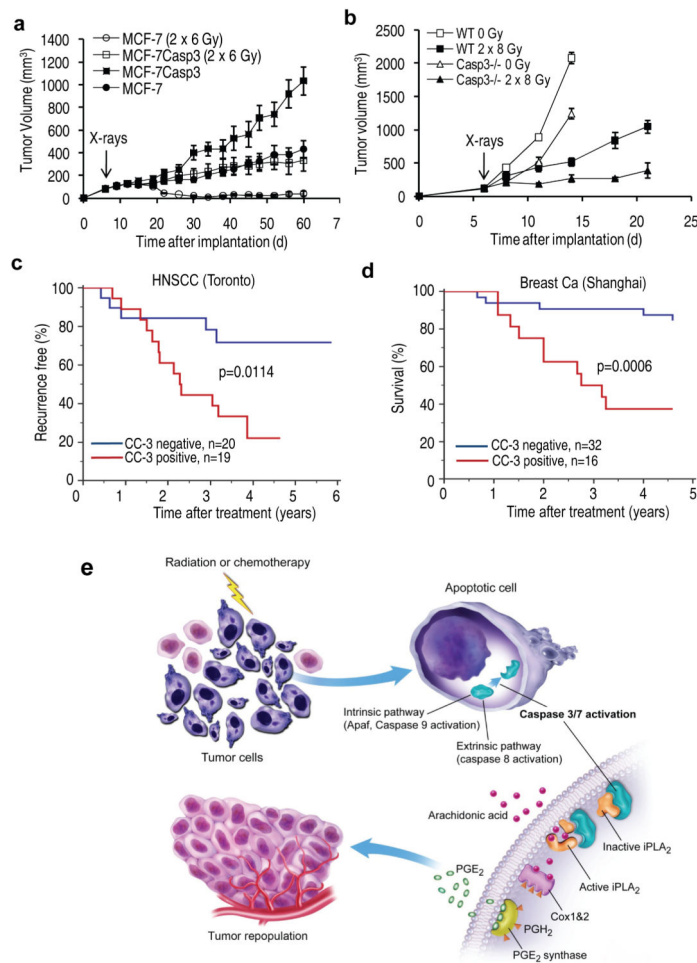 a
MCF-7 (2 x 6 Gy)
MCF-7Casp3 (2 x 6 Gy)
MCF-7Casp3
MCF-7
Tumor Volume (mm³)
1400
1200
1000
800
600
400
200
0
X-rays
0 10 20 30 40 50 60 7
Time after implantation (d)
b
WT 0 Gy
WT 2 x 8 Gy
Casp3-/- 0 Gy
Casp3-/- 2 x 8 Gy
Tumor volume (mm³)
2500
2000
1500
1000
500
0
X-rays
0 5 10 15 20 25
Time after implantation (d)
c
HNSCC (Toronto)
Recurrence free (%)
100
80
60
40
20
p=0.0114
CC-3 negative, n=20
CC-3 positive, n=19
0 1 2 3 4 5 6
Time after treatment (years)
d
Breast Ca (Shanghai)
Survival (%)
100
80
60
40
20
0
p=0.0006
CC-3 negative, n=32
CC-3 positive, n=16
0 1 2 3 4 5
Time after treatment (years)
e
Radiation or chemotherapy
Tumor cells
Apoptotic cell
Intrinsic pathway
(Apaf, Caspase 9 activation)
Caspase 3/7 activation
Extrinsic pathway
(caspase 8 activation)
Arachidonic acid
Inactive iPLA₂
Active iPLA₂
PGE₂
Cox1&2
PGH₂
PGE₂ synthase
Tumor repopulation